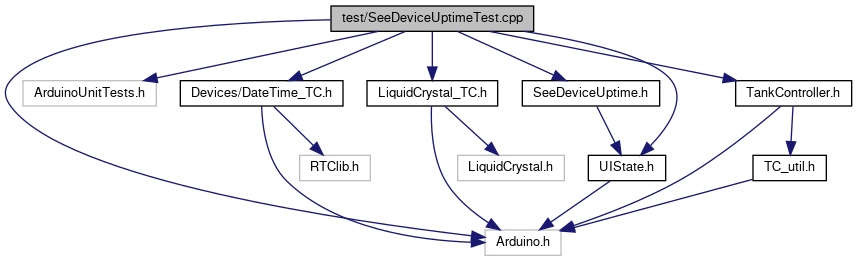 test/SeeDeviceUptimeTest.cpp
ArduinoUnitTests.h
Devices/DateTime_TC.h
LiquidCrystal_TC.h
SeeDeviceUptime.h
TankController.h
RTClib.h
LiquidCrystal.h
UIState.h
TC_util.h
Arduino.h